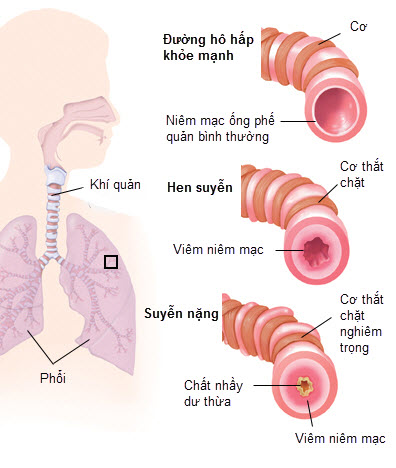 Đường hô hấp
khỏe mạnh
Cơ
Niêm mạc ống phế
quản bình thường
Khí quản
Hen suyễn
Cơ thắt
chặt
Viêm niêm mạc
Suyễn nặng
Cơ thắt
chặt
nghiêm
trọng
Phổi
Chất nhầy
dư thừa
Viêm niêm mạc